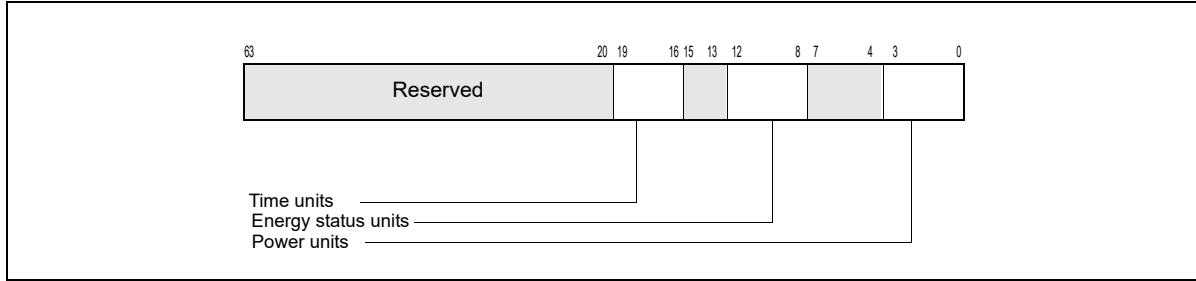 63 20 19 16 15 13 12 8 7 4 3 0
Reserved
Time units
Energy status units
Power units